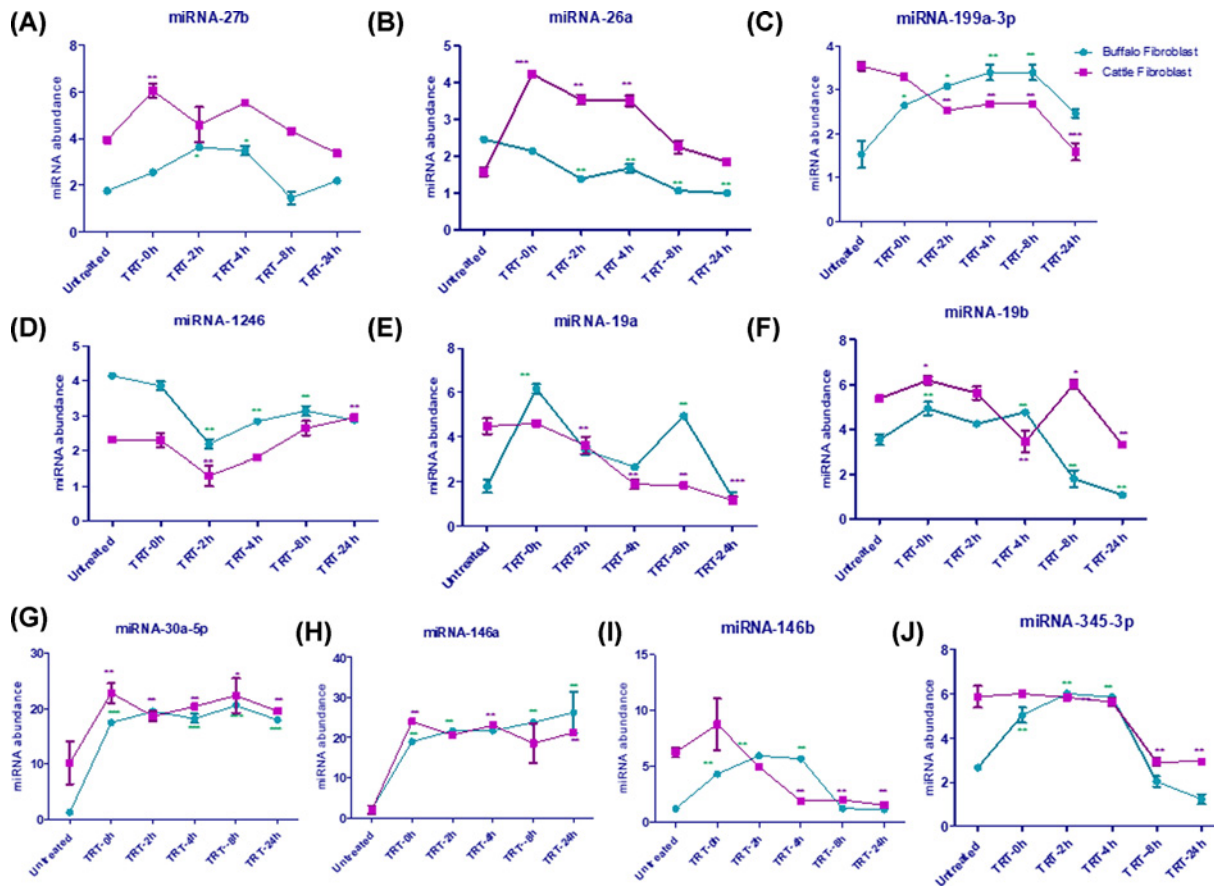 (A)
miRNA-27b
miRNA abundance
8
6
4
2
0
Untreated
TRT-0h
TRT-2h
TRT-4h
TRT--8h
TRT-24h
(B)
miRNA-26a
miRNA abundance
5
4
3
2
1
0
Untreated
TRT-0h
TRT-2h
TRT-4h
TRT--8h
TRT-24h
(C)
miRNA-199a-3p
miRNA abundance
4
3
2
1
0
Untreated
TRT-0h
TRT-2h
TRT-4h
TRT--8h
TRT-24h
Buffalo Fibroblast
Cattle Fibroblast
(D)
miRNA-1246
miRNA abundance
5
4
3
2
1
0
Untreated
TRT-0h
TRT-2h
TRT-4h
TRT--8h
TRT-24h
(E)
miRNA-19a
miRNA abundance
8
6
4
2
0
Untreated
TRT-0h
TRT-2h
TRT-4h
TRT--8h
TRT-24h
(F)
miRNA-19b
miRNA abundance
8
6
4
2
0
Untreated
TRT-0h
TRT-2h
TRT-4h
TRT--8h
TRT-24h
(G)
miRNA-30a-5p
miRNA abundance
30
20
10
0
Untreated
TRT-0h
TRT-2h
TRT-4h
TRT--8h
TRT-24h
(H)
miRNA-146a
miRNA abundance
40
30
20
10
0
Untreated
TRT-0h
TRT-2h
TRT-4h
TRT--8h
TRT-24h
(I)
miRNA-146b
miRNA abundance
15
10
5
0
Untreated
TRT-0h
TRT-2h
TRT-4h
TRT--8h
TRT-24h
(J)
miRNA-345-3p
miRNA abundance
8
6
4
2
0
Untreated
TRT-0h
TRT-2h
TRT-4h
TRT-8h
TRT-24h